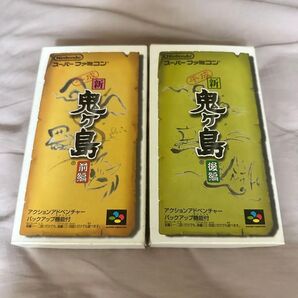 Nintendo
スーパーファミコン
平成
新
鬼ヶ島
前編
アクションアドベンチャー
バックアップ機能付
Nintendo
スーパーファミコン
平成
新
鬼ヶ島
後編
アクションアドベンチャー
バックアップ機能付